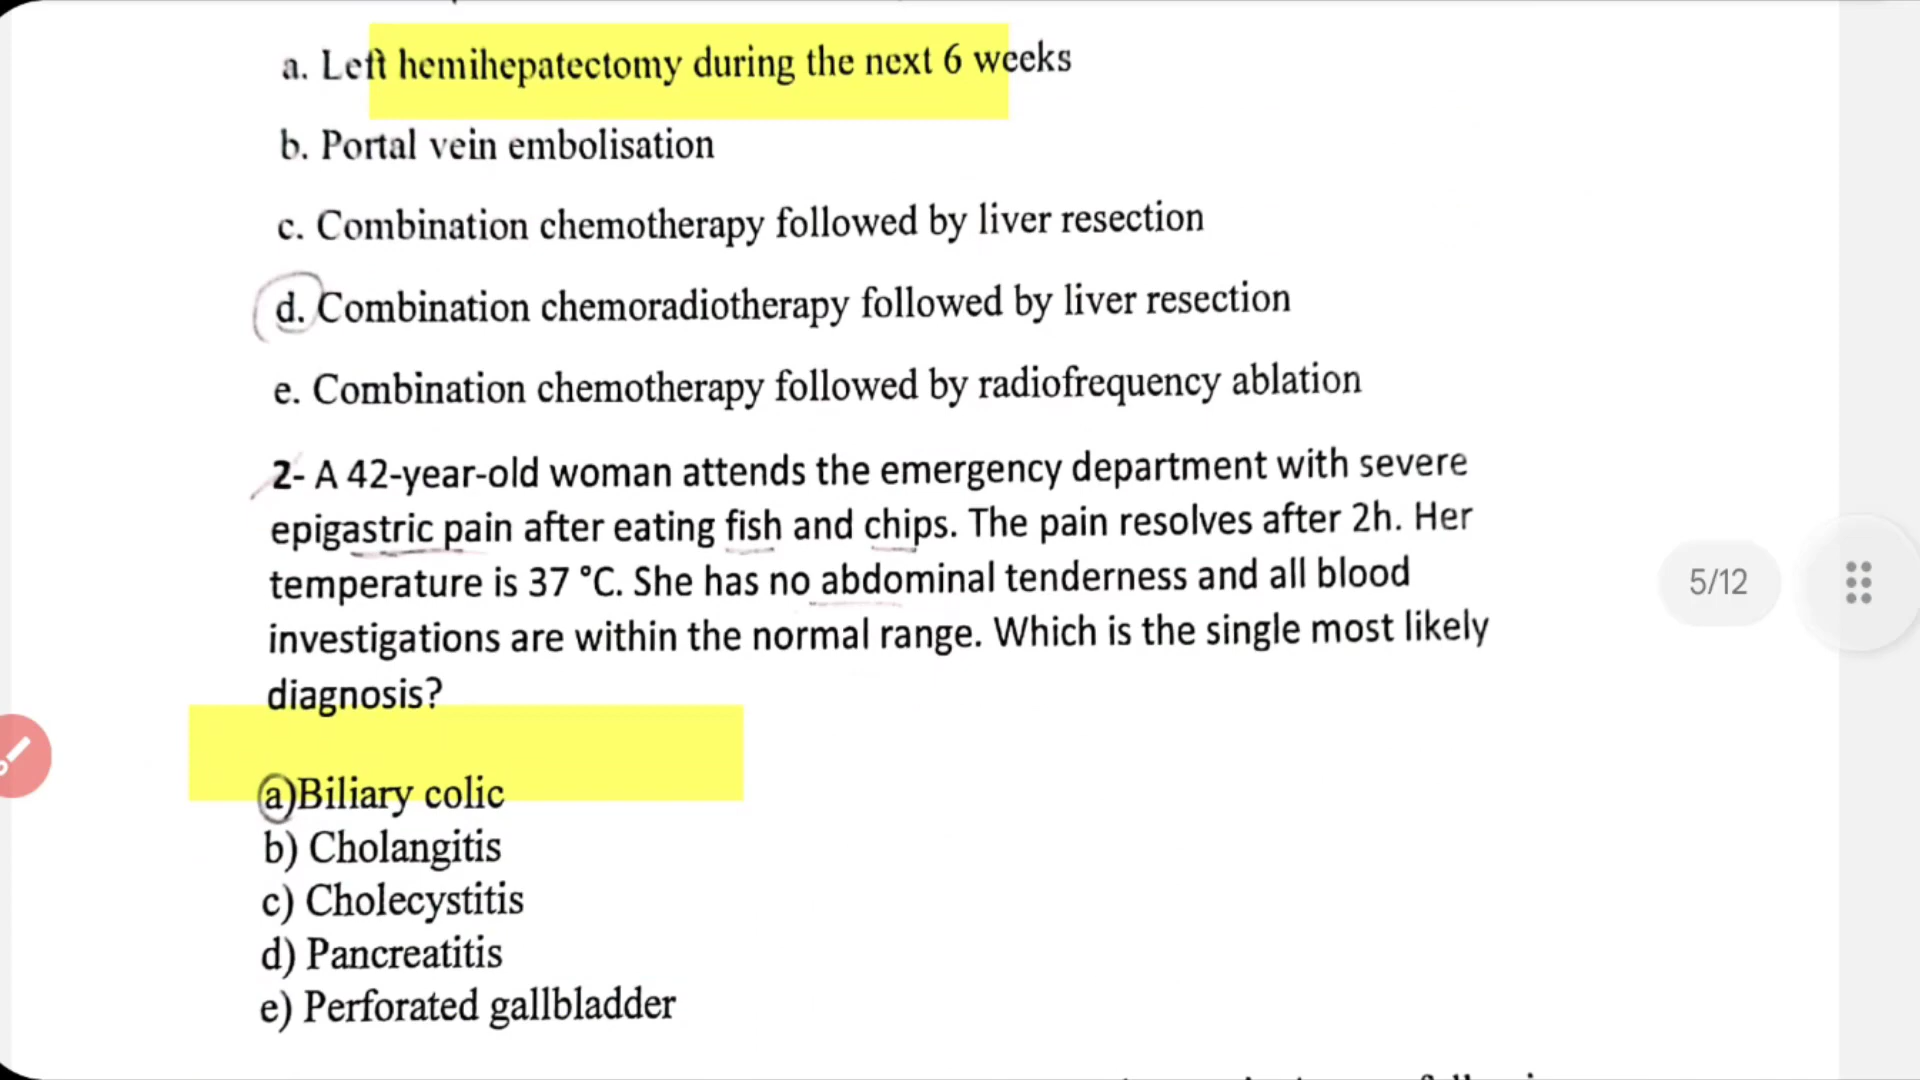 a. Left hemihepatectomy during the next 6 weeks
b. Portal vein embolisation
c. Combination chemotherapy followed by liver resection
d. Combination chemoradiotherapy followed by liver resection
e. Combination chemotherapy followed by radiofrequency ablation
2- A 42-year-old woman attends the emergency department with severe
epigastric pain after eating fish and chips. The pain resolves after 2h. Her
temperature is 37 °C. She has no abdominal tenderness and all blood
investigations are within the normal range. Which is the single most likely
diagnosis?
5/12
a)Biliary colic
b) Cholangitis
c) Cholecystitis
d) Pancreatitis
e) Perforated gallbladder